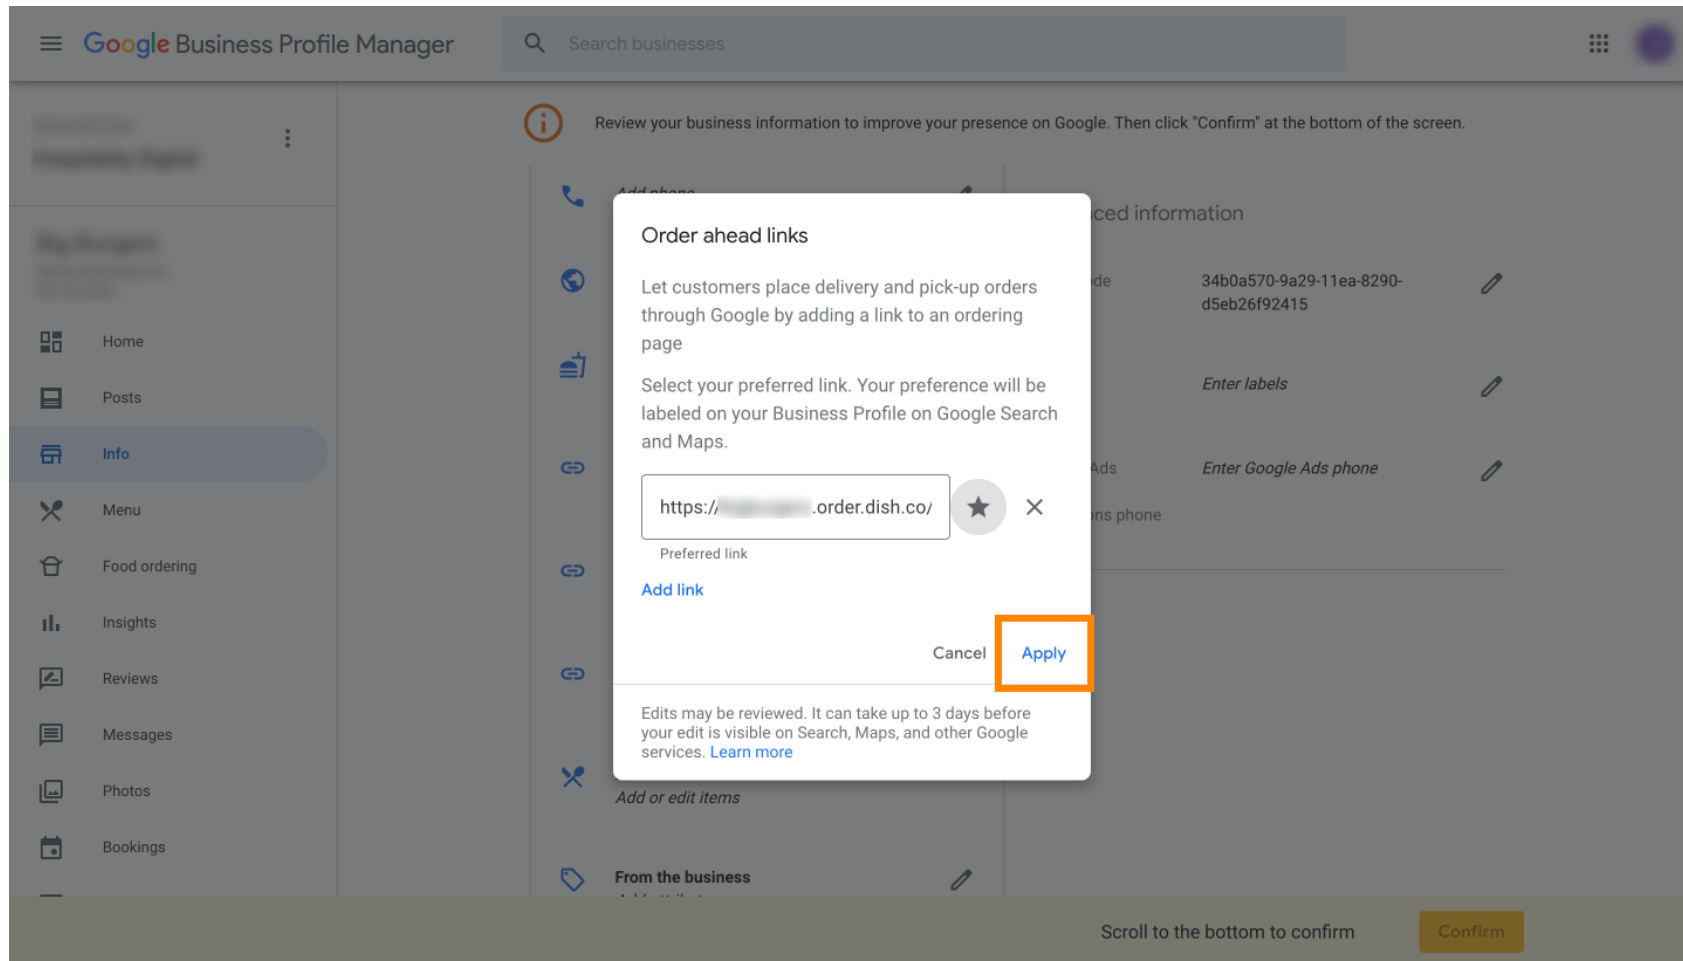 Google Business Profile Manager
Search businesses
Review your business information to improve your presence on Google. Then click "Confirm" at the bottom of the screen.
Home
Posts
Info
Menu
Food ordering
Insights
Reviews
Messages
Photos
Bookings
Add phone
Order ahead links
Let customers place delivery and pick-up orders
through Google by adding a link to an ordering
page
Select your preferred link. Your preference will be
labeled on your Business Profile on Google Search
and Maps.
https://
.order.dish.co/
Preferred link
Add link
Cancel
Apply
Edits may be reviewed. It can take up to 3 days before
your edit is visible on Search, Maps, and other Google
services. Learn more
Add or edit items
From the business
ced information
de
34b0a570-9a29-11ea-8290-
d5eb26f92415
Enter labels
Ads
Enter Google Ads phone
ns phone
Scroll to the bottom to confirm
Confirm